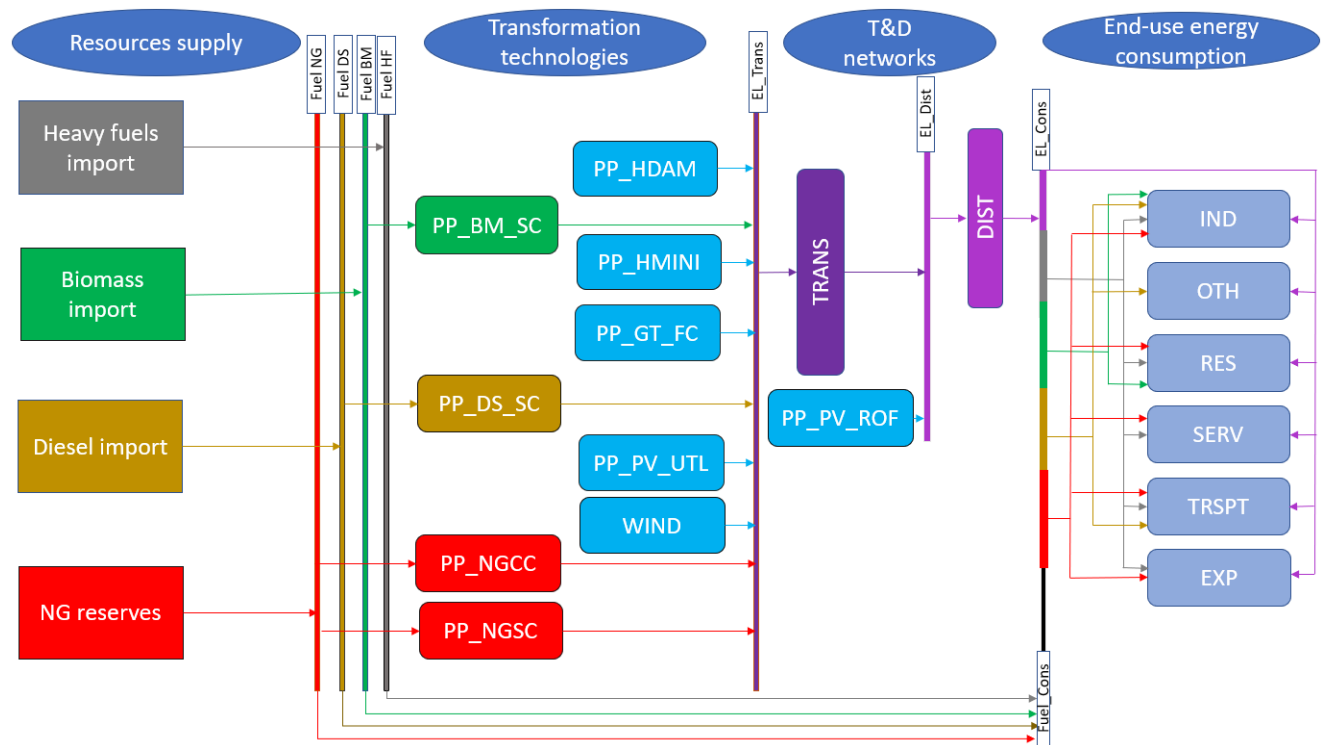 Resources supply
Transformation
technologies
T&D
networks
End-use energy
consumption
Fuel NG
Fuel DS
Fuel BM
Fuel HF
EL_Trans
EL_Dist
EL_Cons
Heavy fuels
import
Biomass
import
Diesel import
NG reserves
PP_HDAM
PP_BM_SC
PP_HMINI
PP_GT_FC
PP_DS_SC
PP_PV_UTL
WIND
PP_NGCC
PP_NGSC
TRANS
PP_PV_ROF
DIST
IND
OTH
RES
SERV
TRSPT
EXP
Fuel_Cons